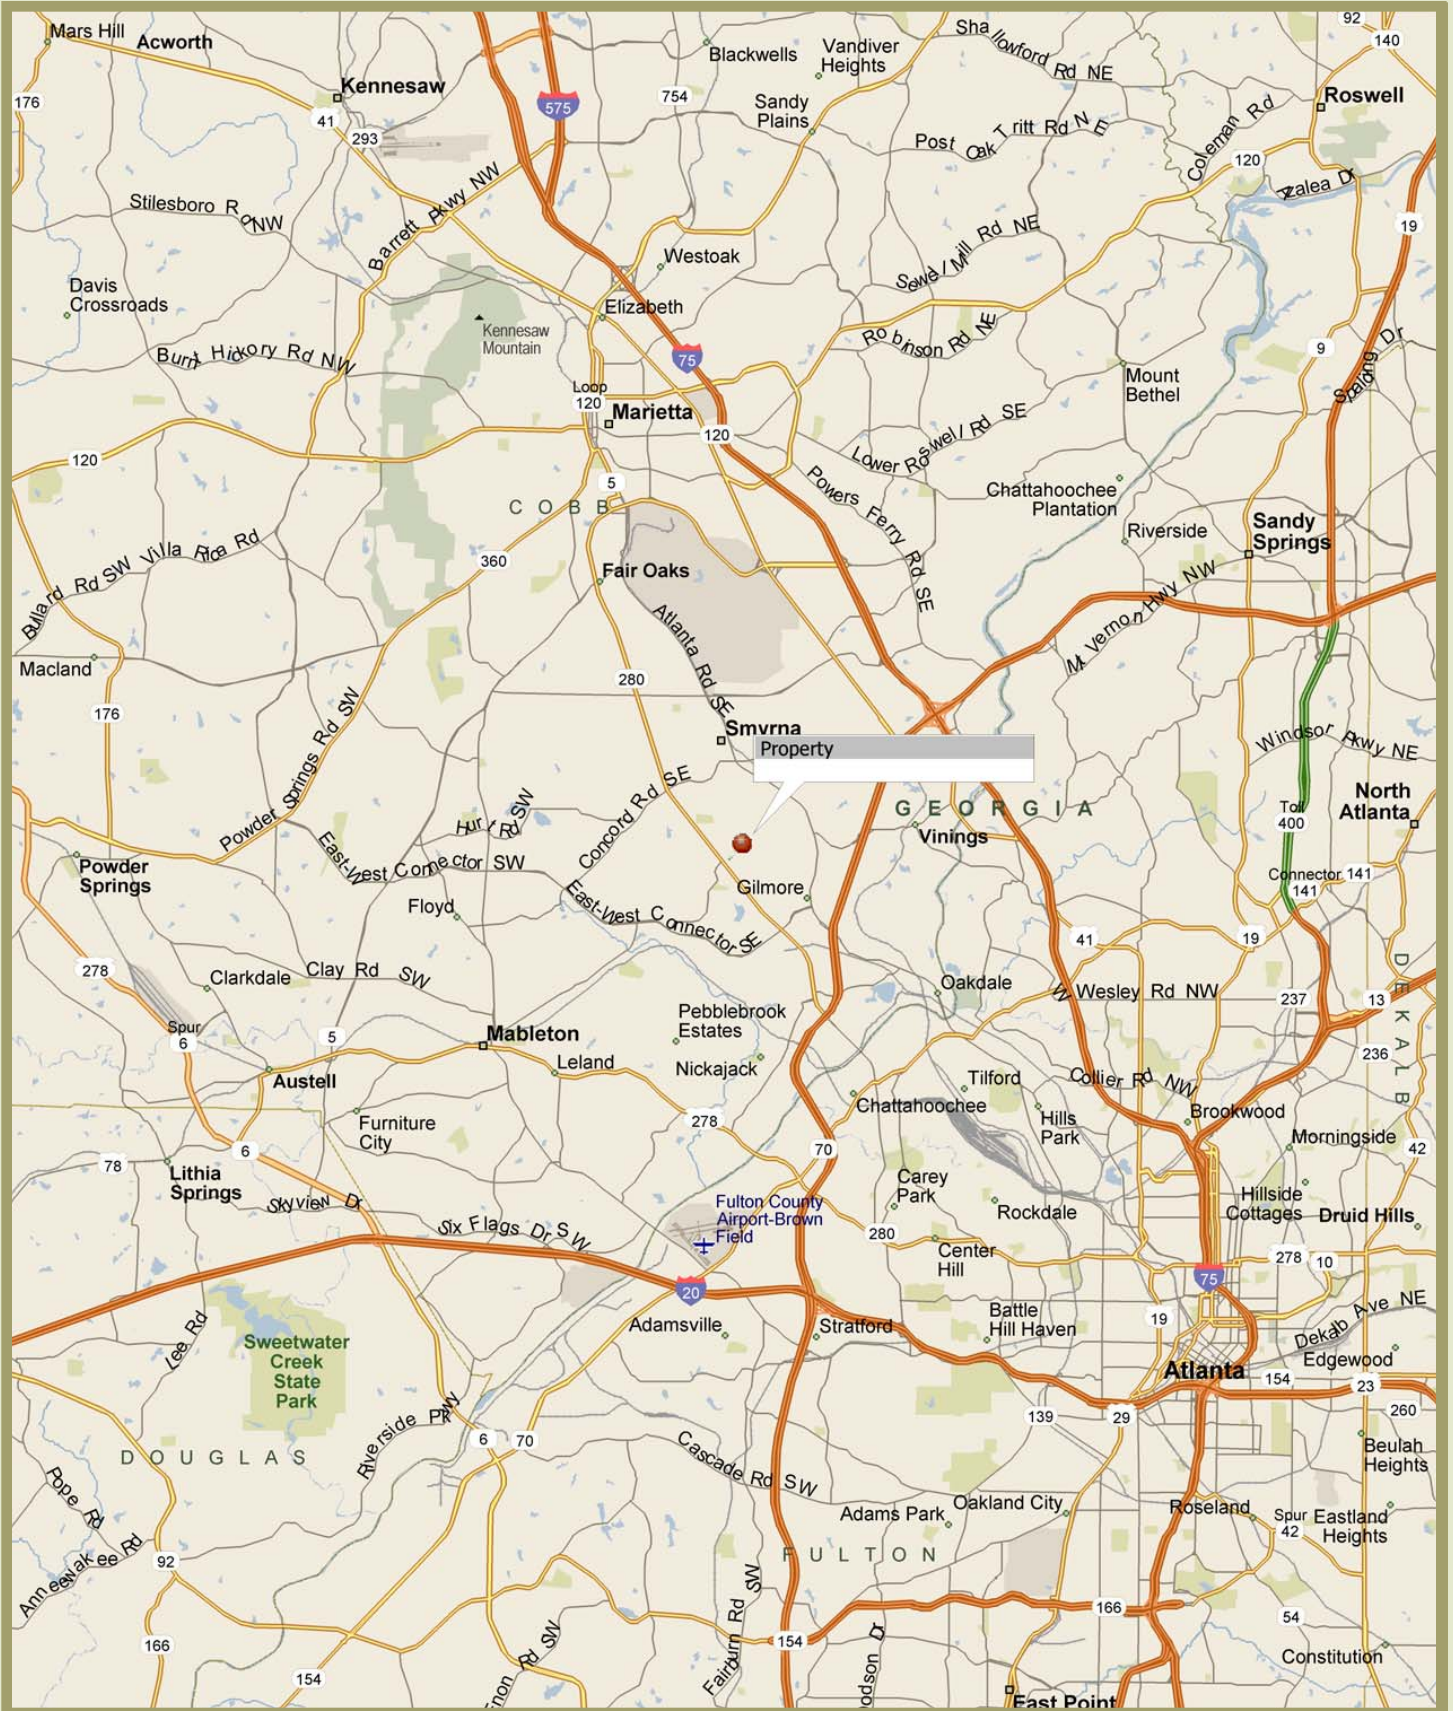 Mars Hill
Acworth
Blackwells
Vandiver
Heights
Shallowford Rd NE
92
140
Kennesaw
176
575
754
Sandy
Plains
Roswell
41
293
Post Oak Tritt Rd NE
Coleman Rd
120
Azalea Dr
Stilesboro Rd NW
Barrett Pkwy NW
19
Westoak
Sewell Mill Rd NE
Davis
Crossroads
Elizabeth
Kennesaw
Mountain
Robinson Rd NE
9
Spalding Dr
Burnt Hickory Rd NW
75
Mount
Bethel
Loop
120
Marietta
120
Lower Roswell Rd SE
120
Powers Ferry Rd SE
5
COBB
Chattahoochee
Plantation
Riverside
Sandy
Springs
Bullard Rd SW
Villa Rica Rd
360
Fair Oaks
Mt Vernon Hwy NW
Atlanta Rd SE
Macland
280
176
Powder Springs Rd SW
Smyrna
Property
Windsor Pkwy NE
GEORGIA
Vinings
Toll
400
North
Atlanta
Hurt Rd SW
Concord Rd SE
East-West Connector SW
Powder
Springs
Gilmore
Connector
141
141
Floyd
East-West Connector SE
41
19
278
Clarkdale
Clay Rd SW
Oakdale
W Wesley Rd NW
237
13
DEKALB
Pebblebrook
Estates
Spur
6
5
Mableton
Leland
Nickajack
236
Austell
Tilford
Collier Rd NW
Chattahoochee
Hills
Park
Brookwood
Furniture
City
278
70
Morningside
42
6
78
Lithia
Springs
Skyview Dr
Carey
Park
Rockdale
Hillside
Cottages
Druid Hills
Fulton County
Airport-Brown
Field
Six Flags Dr SW
280
Center
Hill
278
10
75
20
Lee Rd
Adamsville
Stratford
Battle
Hill Haven
19
Dekalb Ave NE
Sweetwater
Creek
State
Park
Edgewood
Atlanta
154
23
Riverside Pkwy
139
29
260
6
70
DOUGLAS
Cascade Rd SW
Beulah
Heights
Pope Rd
Adams Park
Oakland City
Roseland
Spur
42
Eastland
Heights
Anneewakee Rd
92
FULTON
Fairburn Rd SW
166
54
166
154
154
Constitution
East Point